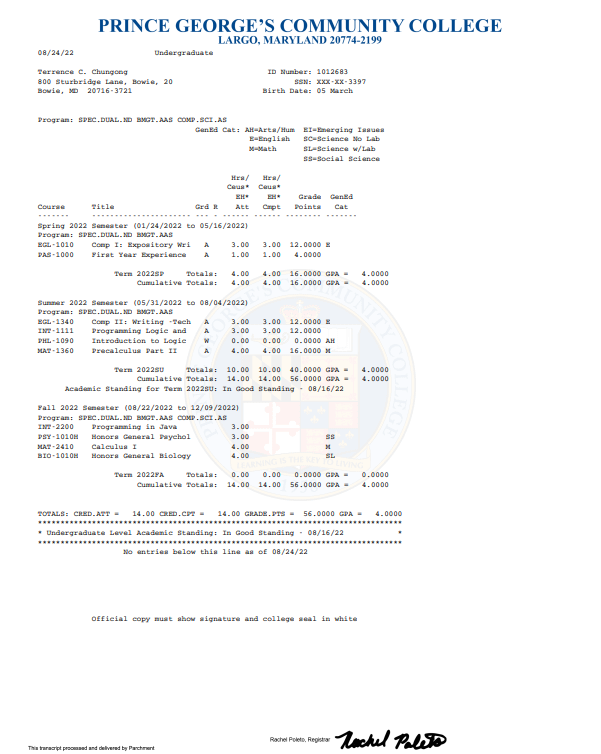 PRINCE GEORGE'S COMMUNITY COLLEGE
LARGO, MARYLAND 20774-2199
08/24/22 Undergraduate
Terrence C. Chungong ID Number: 1012683
800 Sturbridge Lane, Bowie, 20 SSN: XXX-XX-3397
Bowie, MD 20716-3721 Birth Date: 05 March
Program: SPEC.DUAL.ND BMGT.AAS COMP.SCI.AS
GenEd Cat: AH=Arts/Hum EI=Emerging Issues
E=English SC=Science No Lab
M=Math SL=Science w/Lab
SS=Social Science
Hrs/ Hrs/
Ceus* Ceus*
EH* EH* Grade GenEd
Course Title Grd R Att Cmpt Points Cat
------- ---------------------- --- - ------ ------ --------- -------
Spring 2022 Semester (01/24/2022 to 05/16/2022)
Program: SPEC.DUAL.ND BMGT.AAS
EGL-1010 Comp I: Expository Wri A 3.00 3.00 12.0000 E
PAS-1000 First Year Experience A 1.00 1.00 4.0000
Term 2022SP Totals: 4.00 4.00 16.0000 GPA = 4.0000
Cumulative Totals: 4.00 4.00 16.0000 GPA = 4.0000
Summer 2022 Semester (05/31/2022 to 08/04/2022)
Program: SPEC.DUAL.ND BMGT.AAS
EGL-1340 Comp II: Writing -Tech A 3.00 3.00 12.0000 E
INT-1111 Programming Logic and A 3.00 3.00 12.0000
PHL-1090 Introduction to Logic W 0.00 0.00 0.0000 AH
MAT-1360 Precalculus Part II A 4.00 4.00 16.0000 M
Term 2022SU Totals: 10.00 10.00 40.0000 GPA = 4.0000
Cumulative Totals: 14.00 14.00 56.0000 GPA = 4.0000
Academic Standing for Term 2022SU: In Good Standing - 08/16/22
Fall 2022 Semester (08/22/2022 to 12/09/2022)
Program: SPEC.DUAL.ND BMGT.AAS COMP.SCI.AS
INT-2200 Programming in Java 3.00
PSY-1010H Honors General Psychol 3.00 SS
MAT-2410 Calculus I 4.00 M
BIO-1010H Honors General Biology 4.00 SL
Term 2022FA Totals: 0.00 0.00 0.0000 GPA = 0.0000
Cumulative Totals: 14.00 14.00 56.0000 GPA = 4.0000
TOTALS: CRED.ATT = 14.00 CRED.CPT = 14.00 GRADE.PTS = 56.0000 GPA = 4.0000
*********************************************************************************
* Undergraduate Level Academic Standing: In Good Standing - 08/16/22 *
*********************************************************************************
No entries below this line as of 08/24/22
Official copy must show signature and college seal in white
Rachel Poleto, Registrar Rachel Poleto
This transcript processed and delivered by Parchment